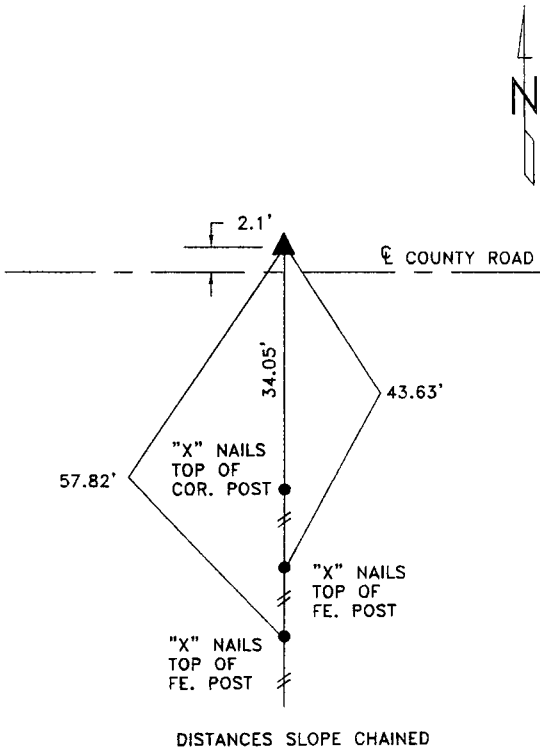 N
2.1'
℄ COUNTY ROAD
34.05'
43.63'
"X" NAILS
TOP OF
COR. POST
57.82'
"X" NAILS
TOP OF
FE. POST
"X" NAILS
TOP OF
FE. POST
DISTANCES SLOPE CHAINED